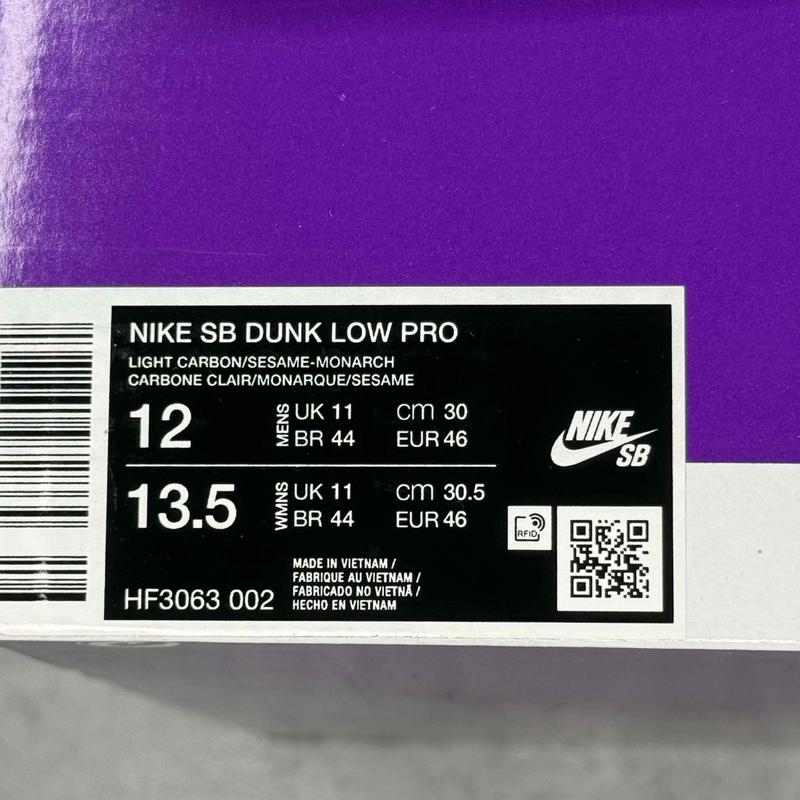 NIKE SB DUNK LOW PRO
LIGHT CARBON/SESAME-MONARCH
CARBONE CLAIR/MONARQUE/SESAME
12 MENS UK 11 cm 30
BR 44 EUR 46
13.5 WMNS UK 11 cm 30.5
BR 44 EUR 46
NIKE
SB
RFID
MADE IN VIETNAM /
FABRIQUE AU VIETNAM /
FABRICADO NO VIETNÃ /
HECHO EN VIETNAM
HF3063 002